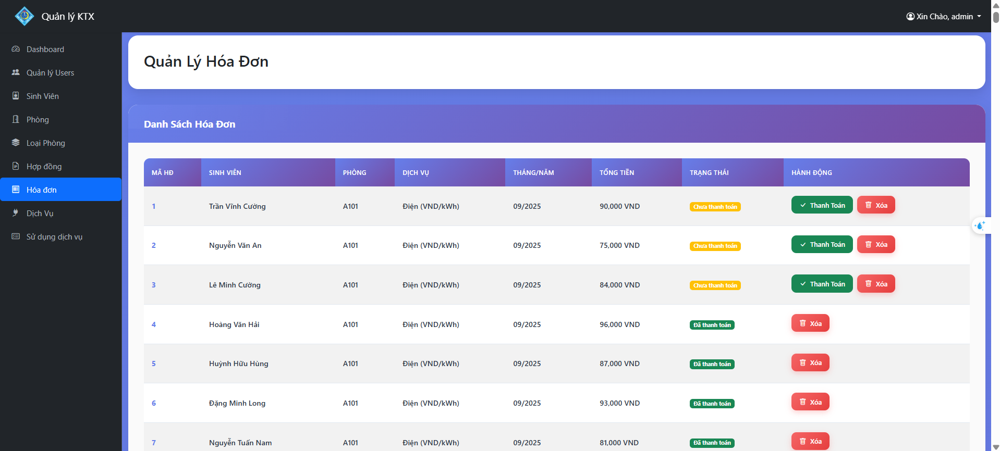 Quản lý KTX
Xin Chào, admin
Dashboard
Quản lý Users
Sinh Viên
Phòng
Loại Phòng
Hợp đồng
Hóa đơn
Dịch Vụ
Sử dụng dịch vụ
Quản Lý Hóa Đơn
Danh Sách Hóa Đơn
MÃ HĐ SINH VIÊN PHÒNG DỊCH VỤ THÁNG/NĂM TỔNG TIỀN TRẠNG THÁI HÀNH ĐỘNG
1 Trần Vĩnh Cường A101 Điện (VND/kWh) 09/2025 90,000 VND Chưa thanh toán Thanh Toán Xóa
2 Nguyễn Văn An A101 Điện (VND/kWh) 09/2025 75,000 VND Chưa thanh toán Thanh Toán Xóa
3 Lê Minh Cường A101 Điện (VND/kWh) 09/2025 84,000 VND Chưa thanh toán Thanh Toán Xóa
4 Hoàng Văn Hải A101 Điện (VND/kWh) 09/2025 96,000 VND Đã thanh toán Xóa
5 Huỳnh Hữu Hùng A101 Điện (VND/kWh) 09/2025 87,000 VND Đã thanh toán Xóa
6 Đặng Minh Long A101 Điện (VND/kWh) 09/2025 93,000 VND Đã thanh toán Xóa
7 Nguyễn Tuấn Nam A101 Điện (VND/kWh) 09/2025 81,000 VND Đã thanh toán Xóa